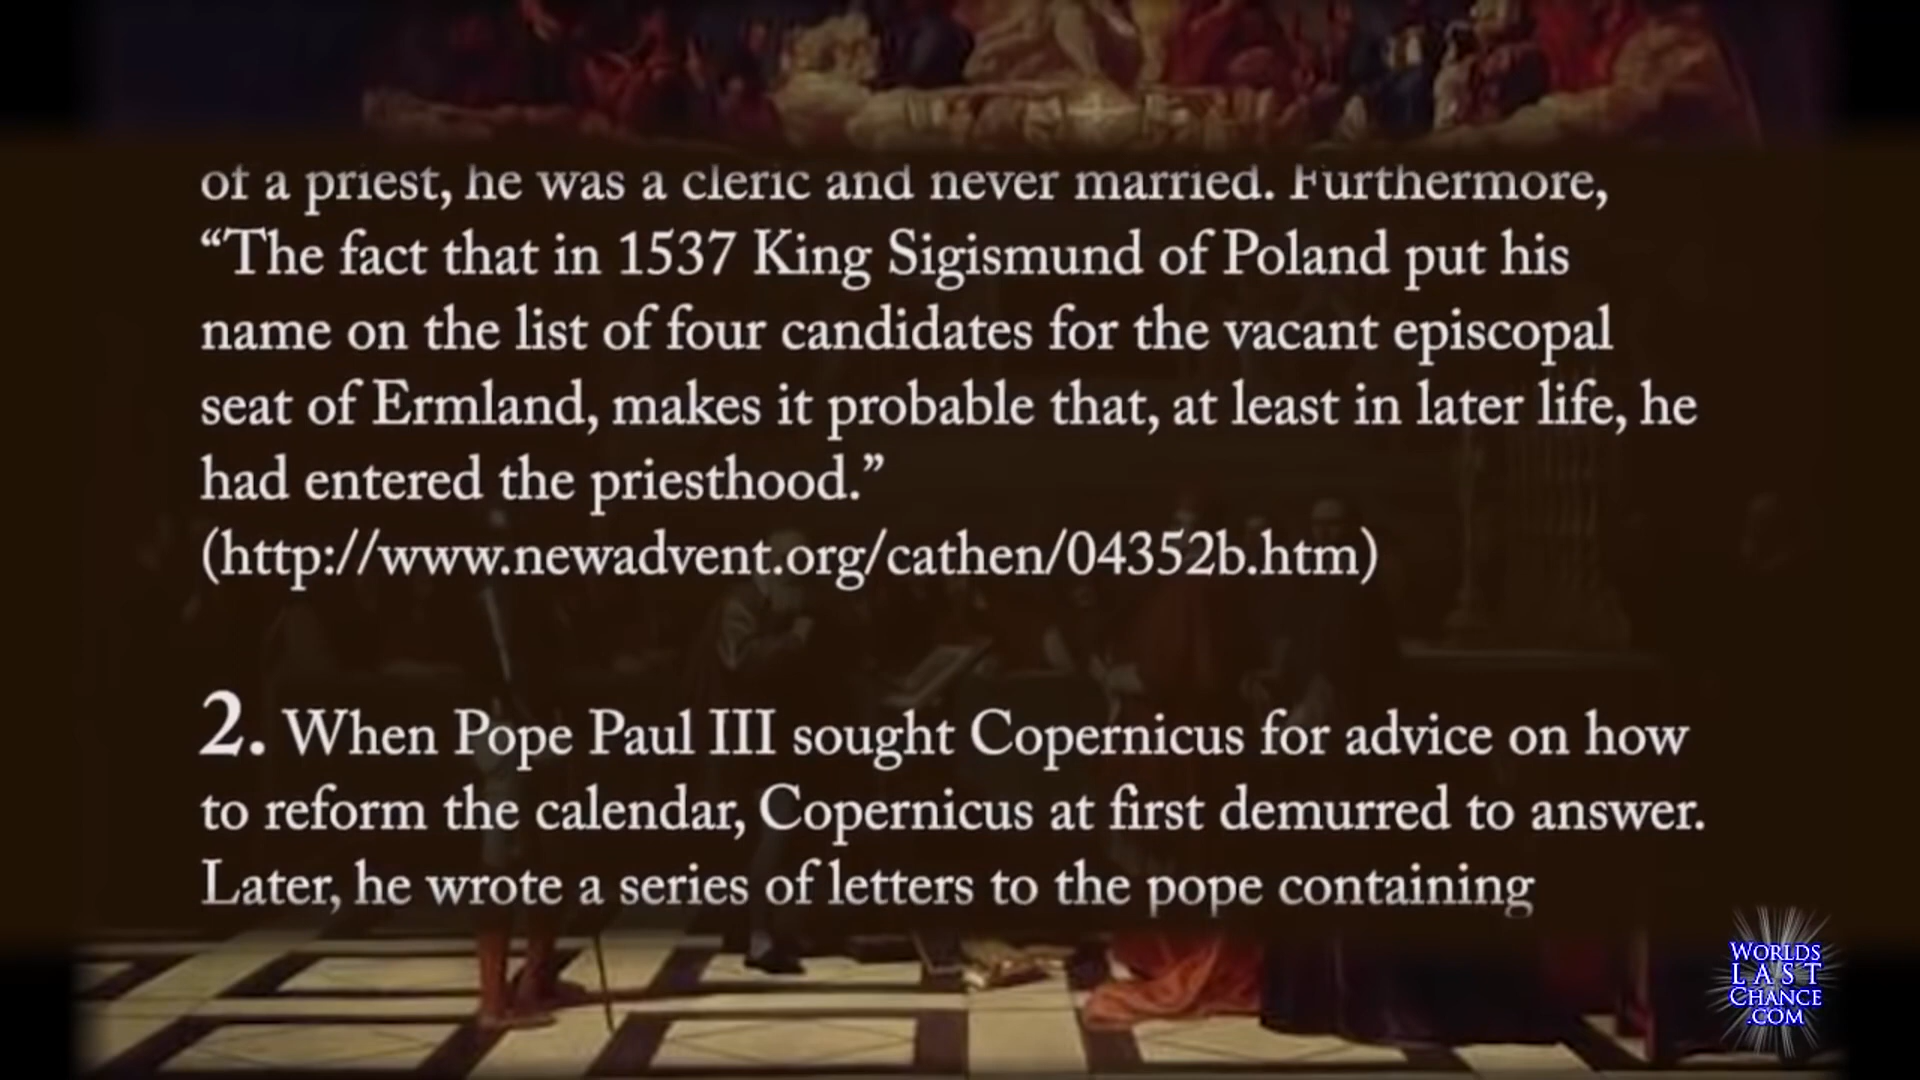 of a priest, he was a cleric and never married. Furthermore,
“The fact that in 1537 King Sigismund of Poland put his
name on the list of four candidates for the vacant episcopal
seat of Ermland, makes it probable that, at least in later life, he
had entered the priesthood.”
(http://www.newadvent.org/cathen/04352b.htm)
2. When Pope Paul III sought Copernicus for advice on how
to reform the calendar, Copernicus at first demurred to answer.
Later, he wrote a series of letters to the pope containing
WORLDS
LAST
CHANCE
.COM